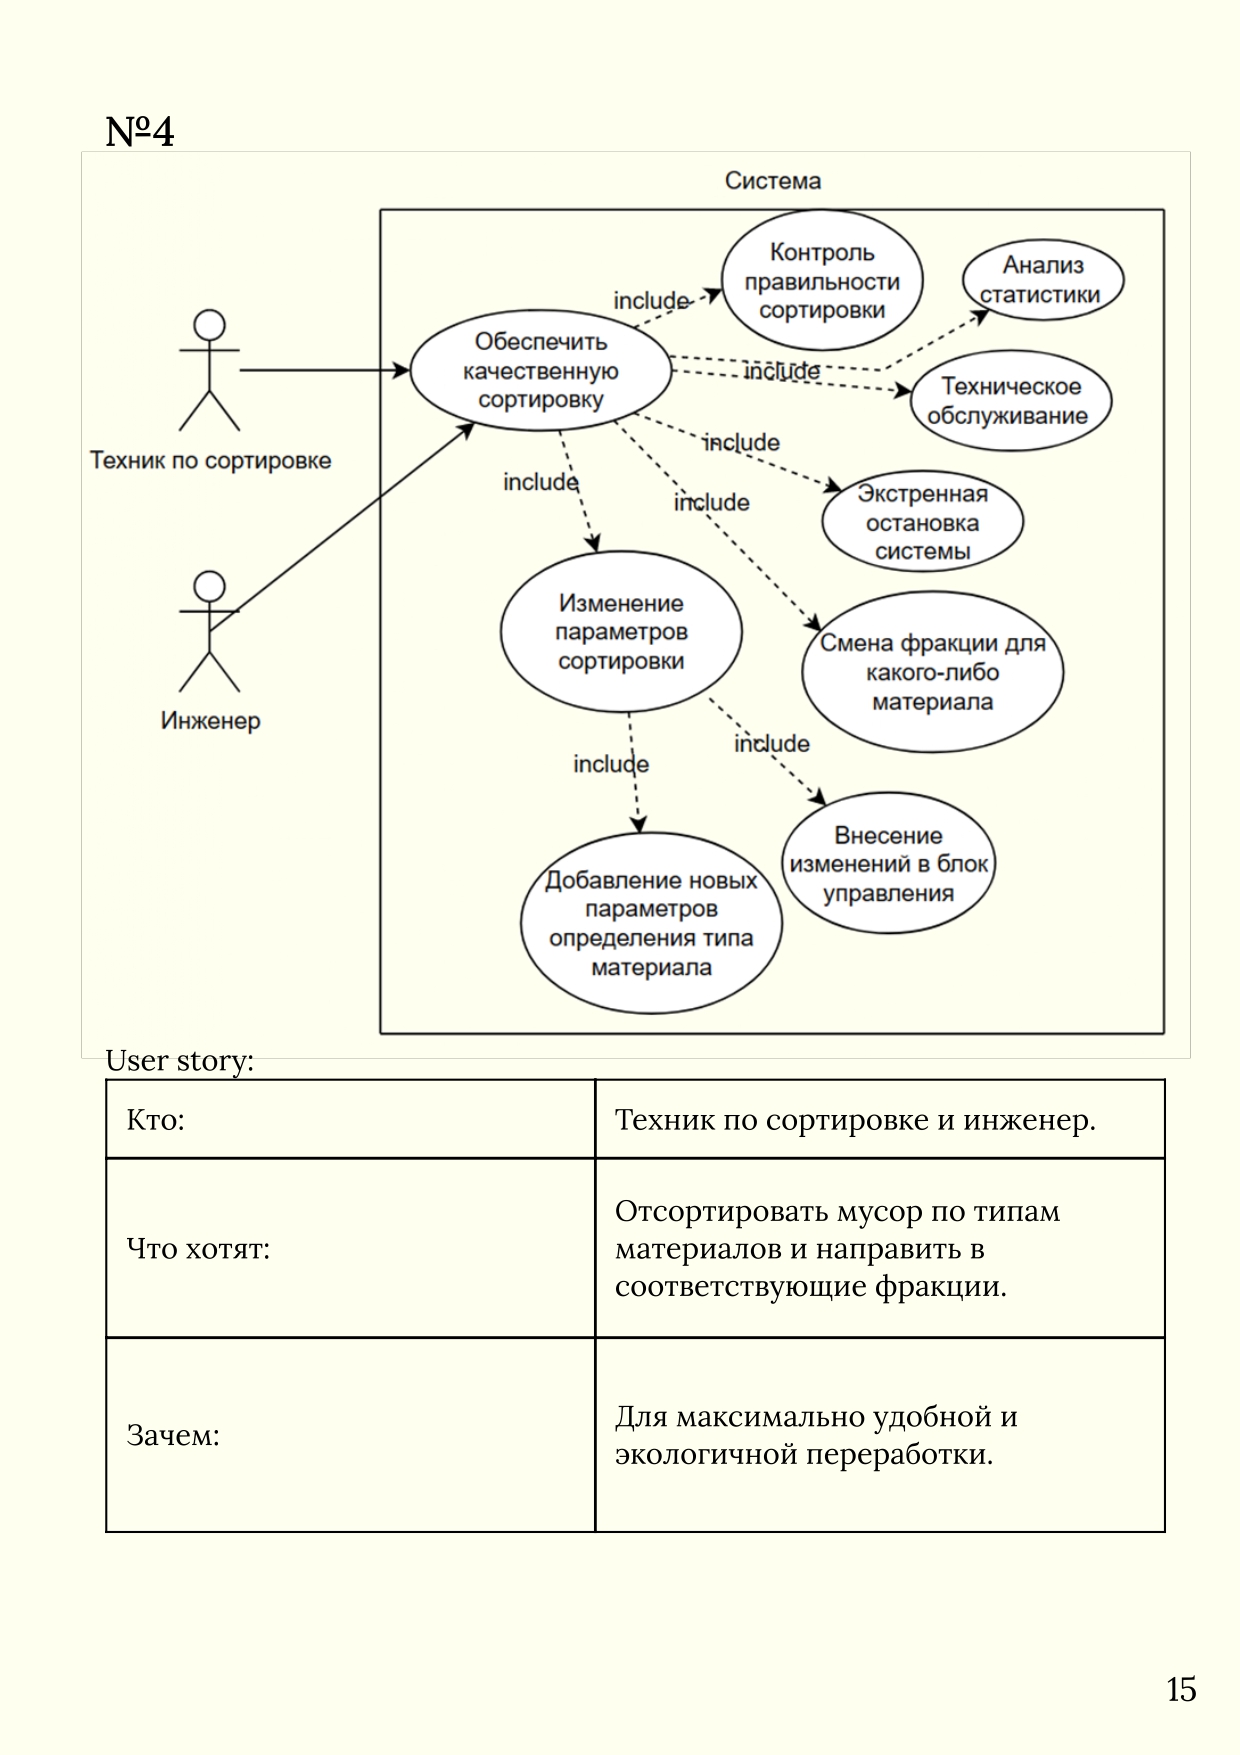 №4
Система
Контроль
правильности
сортировки
Анализ
статистики
include
Обеспечить
качественную
сортировку
include
Техническое
обслуживание
Техник по сортировке
include
include
include
Экстренная
остановка
системы
Изменение
параметров
сортировки
Смена фракции для
какого-либо
материала
Инженер
include
include
Внесение
изменений в блок
управления
Добавление новых
параметров
определения типа
материала
User story:
Кто:
Техник по сортировке и инженер.
Что хотят:
Отсортировать мусор по типам
материалов и направить в
соответствующие фракции.
Зачем:
Для максимально удобной и
экологичной переработки.
15